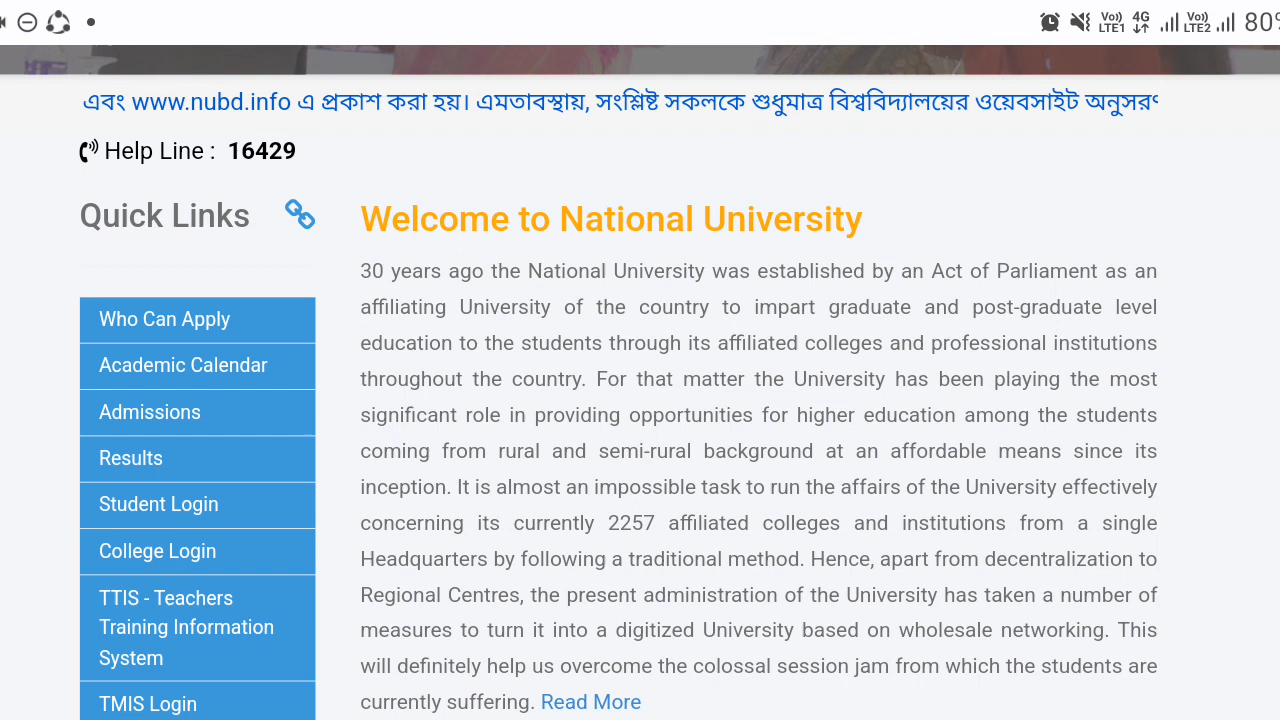 Vo)) LTE1 4G Vo)) LTE2 80%
এবং www.nubd.info এ প্রকাশ করা হয়। এমতাবস্থায়, সংশ্লিষ্ট সকলকে শুধুমাত্র বিশ্ববিদ্যালয়ের ওয়েবসাইট অনুসরণ
Help Line : 16429
Quick Links
Who Can Apply
Academic Calendar
Admissions
Results
Student Login
College Login
TTIS - Teachers
Training Information
System
TMIS Login
Welcome to National University
30 years ago the National University was established by an Act of Parliament as an
affiliating University of the country to impart graduate and post-graduate level
education to the students through its affiliated colleges and professional institutions
throughout the country. For that matter the University has been playing the most
significant role in providing opportunities for higher education among the students
coming from rural and semi-rural background at an affordable means since its
inception. It is almost an impossible task to run the affairs of the University effectively
concerning its currently 2257 affiliated colleges and institutions from a single
Headquarters by following a traditional method. Hence, apart from decentralization to
Regional Centres, the present administration of the University has taken a number of
measures to turn it into a digitized University based on wholesale networking. This
will definitely help us overcome the colossal session jam from which the students are
currently suffering. Read More